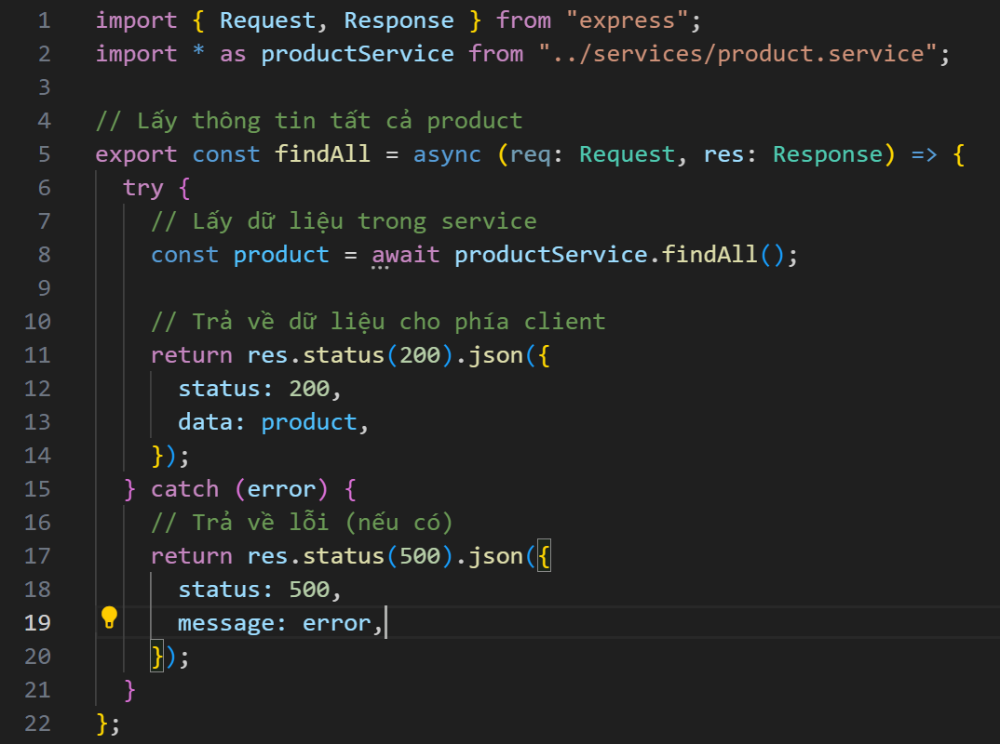 1 import { Request, Response } from "express";
2 import * as productService from "../services/product.service";
3
4 // Lấy thông tin tất cả product
5 export const findAll = async (req: Request, res: Response) => {
6   try {
7     // Lấy dữ liệu trong service
8     const product = await productService.findAll();
9
10     // Trả về dữ liệu cho phía client
11     return res.status(200).json({
12       status: 200,
13       data: product,
14     });
15   } catch (error) {
16     // Trả về lỗi (nếu có)
17     return res.status(500).json({
18       status: 500,
19       message: error,
20     });
21   }
22 };